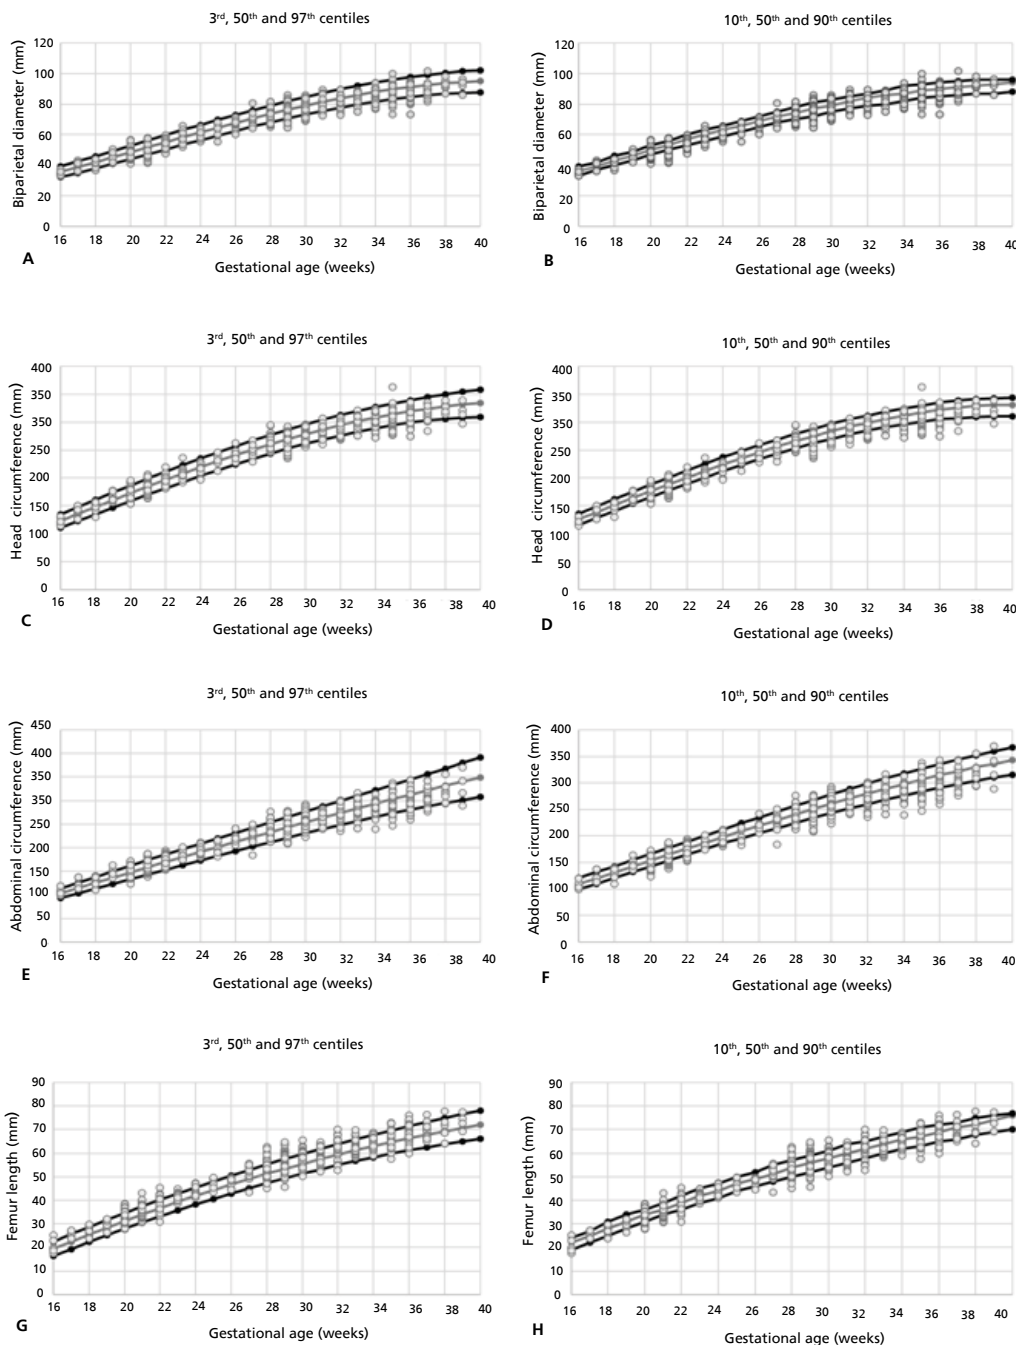 3rd, 50th and 97th centiles
Biparietal diameter (mm)
120
100
80
60
40
20
0
16 18 20 22 24 26 28 30 32 34 36 38 40
A
Gestational age (weeks)
10th, 50th and 90th centiles
Biparietal diameter (mm)
120
100
80
60
40
20
0
16 18 20 22 24 26 28 30 32 34 36 38 40
B
Gestational age (weeks)
3rd, 50th and 97th centiles
Head circumference (mm)
400
350
350
250
200
150
100
50
0
16 18 20 22 24 26 28 30 32 34 36 38 40
C
Gestational age (weeks)
10th, 50th and 90th centiles
Head circumference (mm)
400
350
350
250
200
150
100
50
0
16 18 20 22 24 26 28 30 32 34 36 38 40
D
Gestational age (weeks)
3rd, 50th and 97th centiles
Abdominal circumference (mm)
450
400
350
350
250
200
150
100
50
0
16 18 20 22 24 26 28 30 32 34 36 38 40
E
Gestational age (weeks)
10th, 50th and 90th centiles
Abdominal circumference (mm)
400
350
300
250
200
150
100
50
0
16 18 20 22 24 26 28 30 32 34 36 38 40
F
Gestational age (weeks)
3rd, 50th and 97th centiles
Femur length (mm)
90
80
70
60
50
40
30
20
10
0
16 18 20 22 24 26 28 30 32 34 36 38 40
G
Gestational age (weeks)
10th, 50th and 90th centiles
Femur length (mm)
90
80
70
60
50
40
30
20
10
0
16 18 20 22 24 26 28 30 32 34 36 38 40
H
Gestational age (weeks)